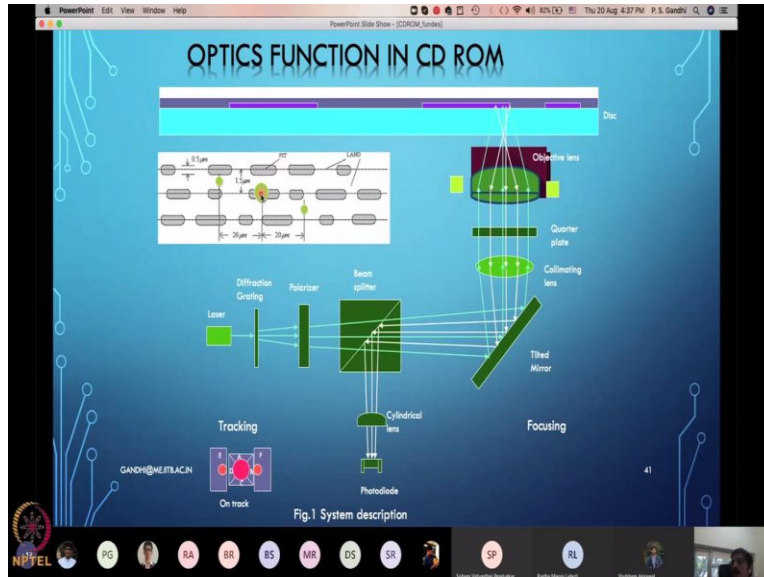 PowerPoint Edit View Window Help
82% Thu 20 Aug 4:37 PM P. S. Gandhi
PowerPoint Slide Show - [COROM_fundes]
OPTICS FUNCTION IN CD ROM
Disc
0.5μm
PIT
LAND
1.5μm
20μm
20μm
Objective lens
Quarter
plate
Collimating
lens
Diffraction
Grating
Polarizer
Beam
splitter
Laser
Tilted
Mirror
Cylindrical
lens
Tracking
Focusing
E
F
A
D
B
C
GANDHI@ME.IITB.AC.IN
41
On track
Photodiode
Fig.1 System description
NPTEL
PG
RA
BR
BS
MR
DS
SR
SP
RL